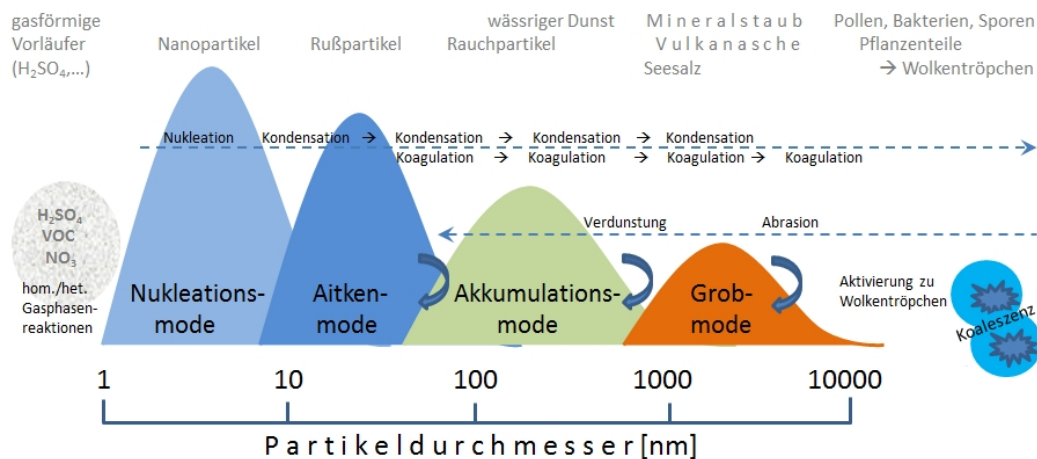 gasförmige
Vorläufer
(H₂SO₄,...)
Nanopartikel
Rußpartikel
wässriger Dunst
Rauchpartikel
Mineralstaub
Vulkanasche
Seesalz
Pollen, Bakterien, Sporen
Pflanzenteile
→ Wolkentröpchen
Nukleation Kondensation → Kondensation → Kondensation → Kondensation
Koagulation → Koagulation → Koagulation → Koagulation
Verdunstung Abrasion
H₂SO₄
VOC
NO₃
hom./het.
Gasphasen-
reaktionen
Nukleations-
mode
Aitken-
mode
Akkumulations-
mode
Grob-
mode
Aktivierung zu
Wolkentröpchen
Koaleszenz
1 10 100 1000 10000
Partikeldurchmesser[nm]